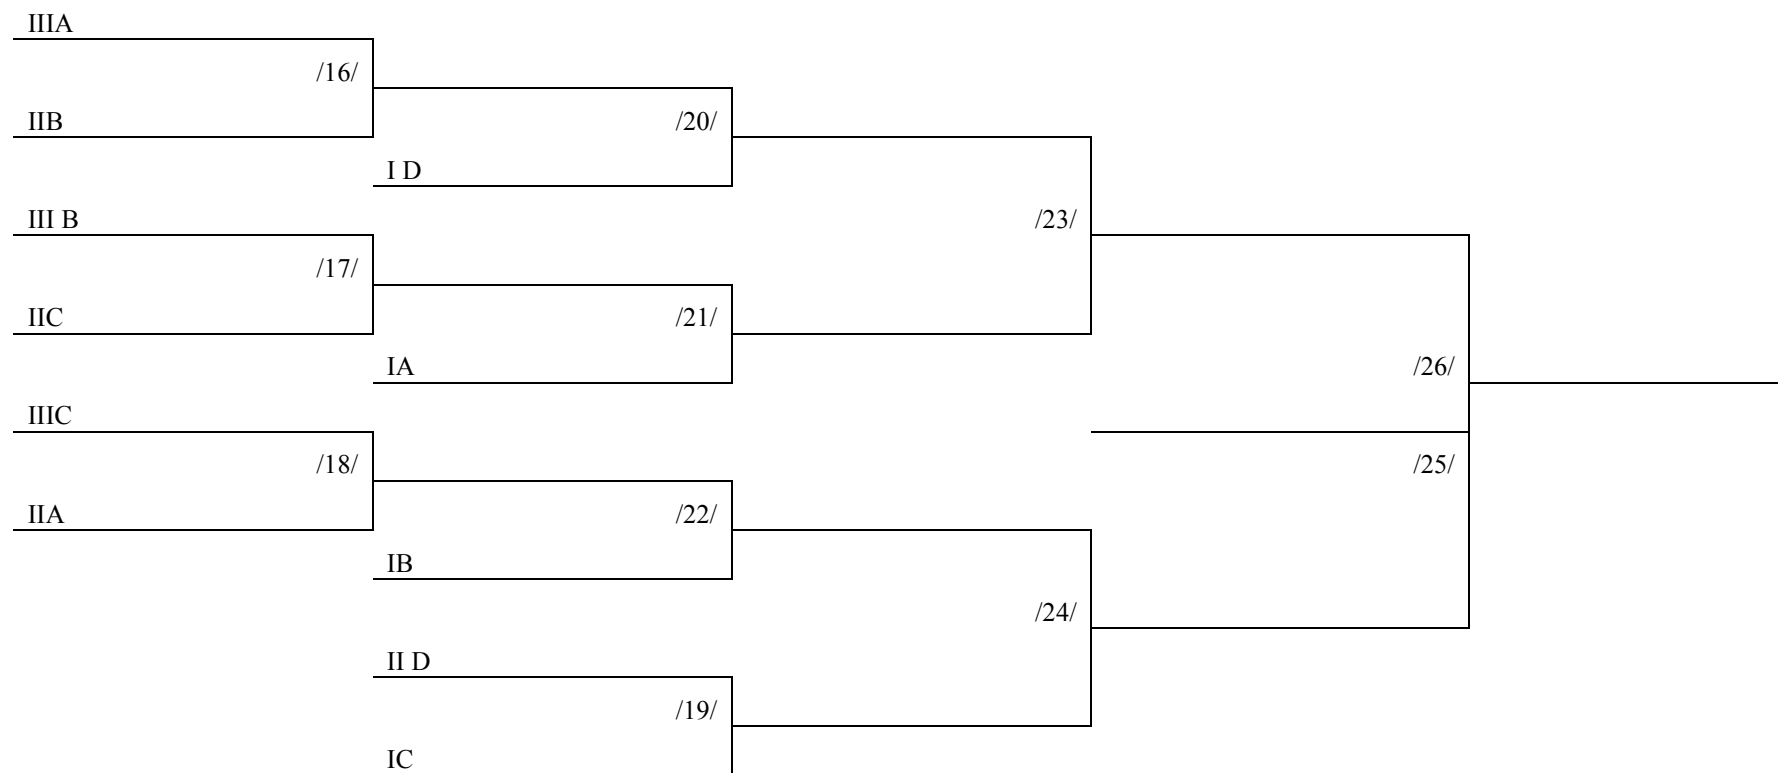 IIIA
/16/
IIB
/20/
I D
III B
/23/
/17/
IIC
/21/
IA
/26/
IIIC
/18/
/25/
IIA
/22/
IB
/24/
II D
/19/
IC